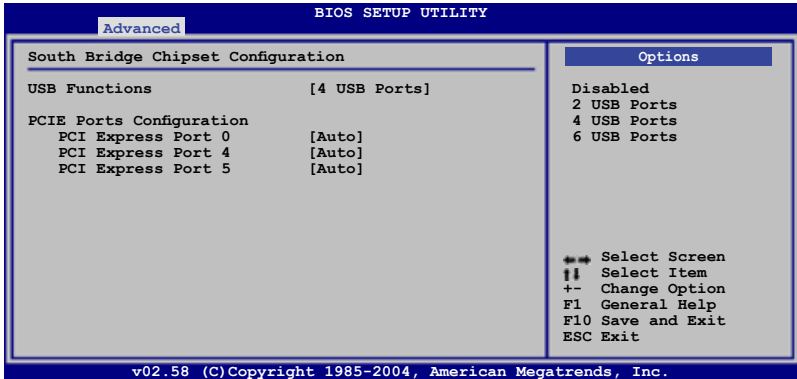 BIOS SETUP UTILITY
Advanced
South Bridge Chipset Configuration
USB Functions [4 USB Ports]
PCIE Ports Configuration
PCI Express Port 0 [Auto]
PCI Express Port 4 [Auto]
PCI Express Port 5 [Auto]
Options
Disabled
2 USB Ports
4 USB Ports
6 USB Ports
Select Screen
Select Item
+- Change Option
F1 General Help
F10 Save and Exit
ESC Exit
v02.58 (C)Copyright 1985-2004, American Megatrends, Inc.